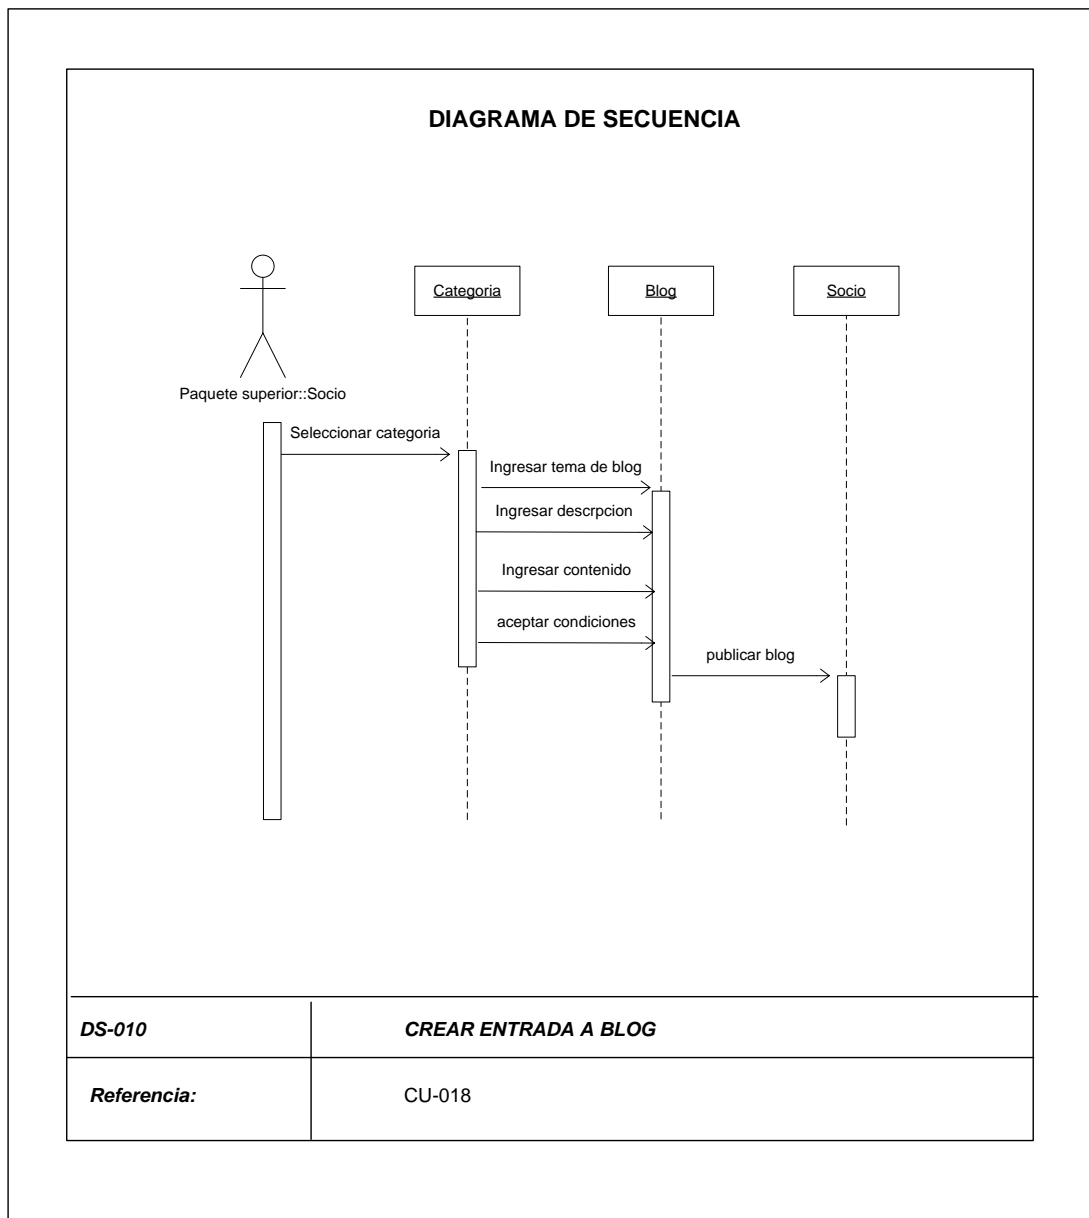 DIAGRAMA DE SECUENCIA
Categoria
Blog
Socio
Paquete superior::Socio
Seleccionar categoria
Ingresar tema de blog
Ingresar descrpcion
Ingresar contenido
aceptar condiciones
publicar blog
DS-010
CREAR ENTRADA A BLOG
Referencia:
CU-018